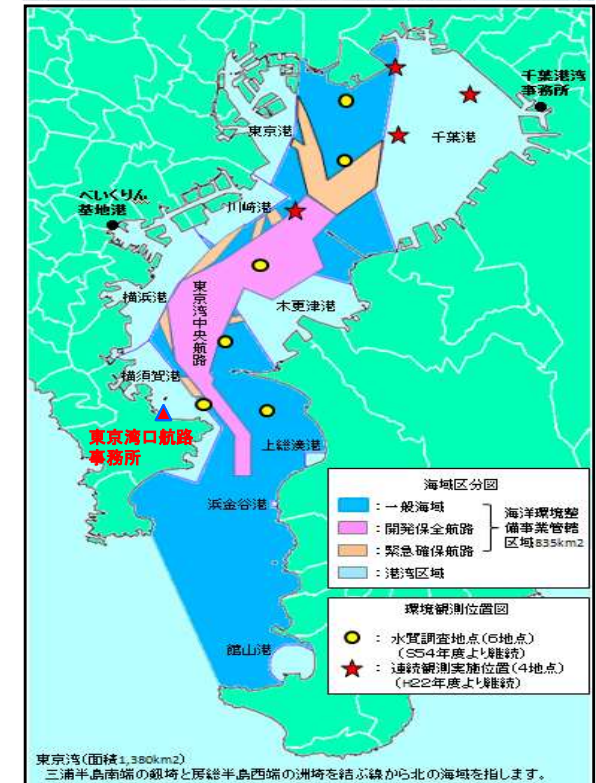 千葉港湾
事務所
東京港
千葉港
べいくりん
基地港
川崎港
横浜港
東京湾中央航路
木更津港
横須賀港
東京湾口航路
事務所
上総湊港
浜金谷港
館山港
海域区分図
：一般海域
：開発保全航路
：緊急確保航路
：港湾区域
海洋環境整
備事業管轄
区域835km2
環境観測位置図
：水質調査地点(6地点)
(S54年度より継続)
：連続観測実施位置(4地点)
(H22年度より継続)
東京湾(面積1,380km2)
三浦半島南端の剱埼と房総半島西端の洲埼を結ぶ線から北の海域を指します。